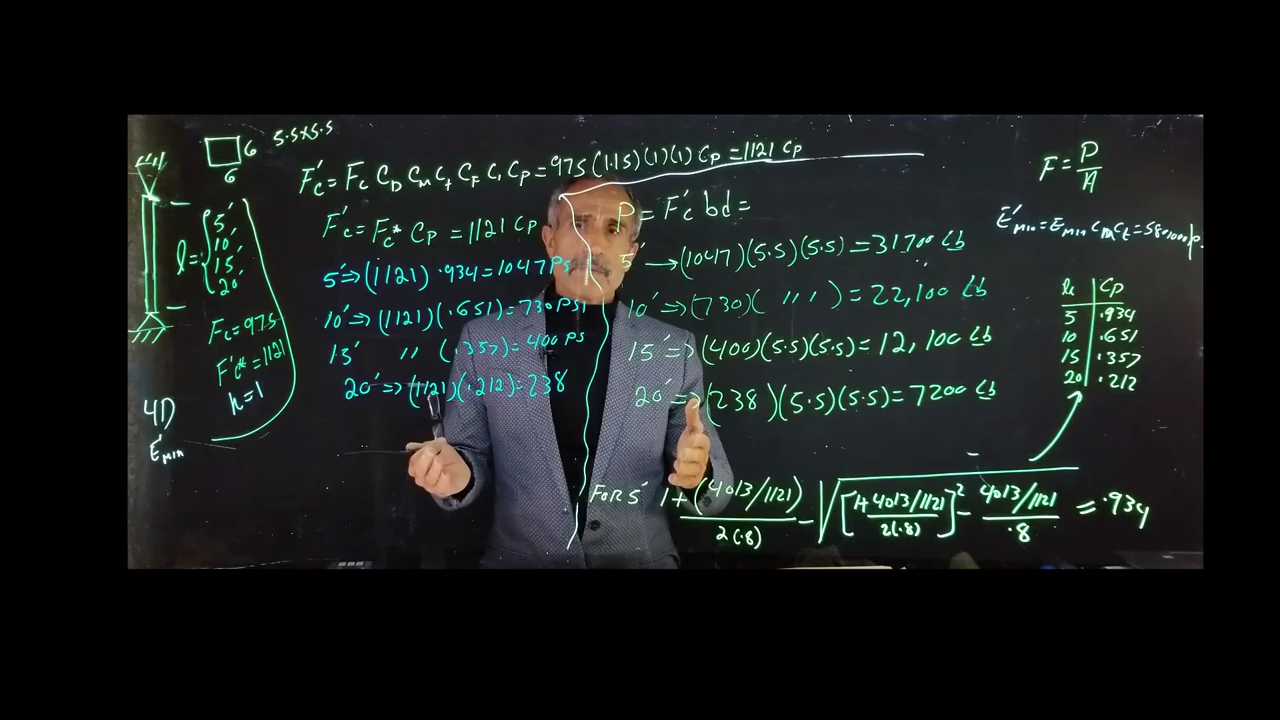 5.5x5.5
6
6
l = 5' 10' 15' 20'
Fc = 975
F'c* = 1121
k = 1
4D
E'min
F'c = Fc CD CM Ct CF Ci CP = 975 (1.15)(1)(1) CP = 1121 CP
F'c = Fc* CP = 1121 CP
5' ⇒ (1121) .934 = 1047 PS
10' ⇒ (1121)(.651) = 730 PSI
15' " (.357) = 400 PS
20' ⇒ (1121)(.212) = 238
P = F'c bd =
5' → (1047)(5.5)(5.5) = 31700 Lb
10' ⇒ (730)( " ) = 22,100 Lb
15' ⇒ (400)(5.5)(5.5) = 12,100 Lb
20' ⇒ (238)(5.5)(5.5) = 7200 Lb
F = P/A
E'min = Emin CM Ct = 580,000 p
le CP
5 .934
10 .651
15 .357
20 .212
FOR 5' 1+(4013/1121) / 2(.8) - √[1+4013/1121 / 2(.8)]² - 4013/1121 / .8 = .934